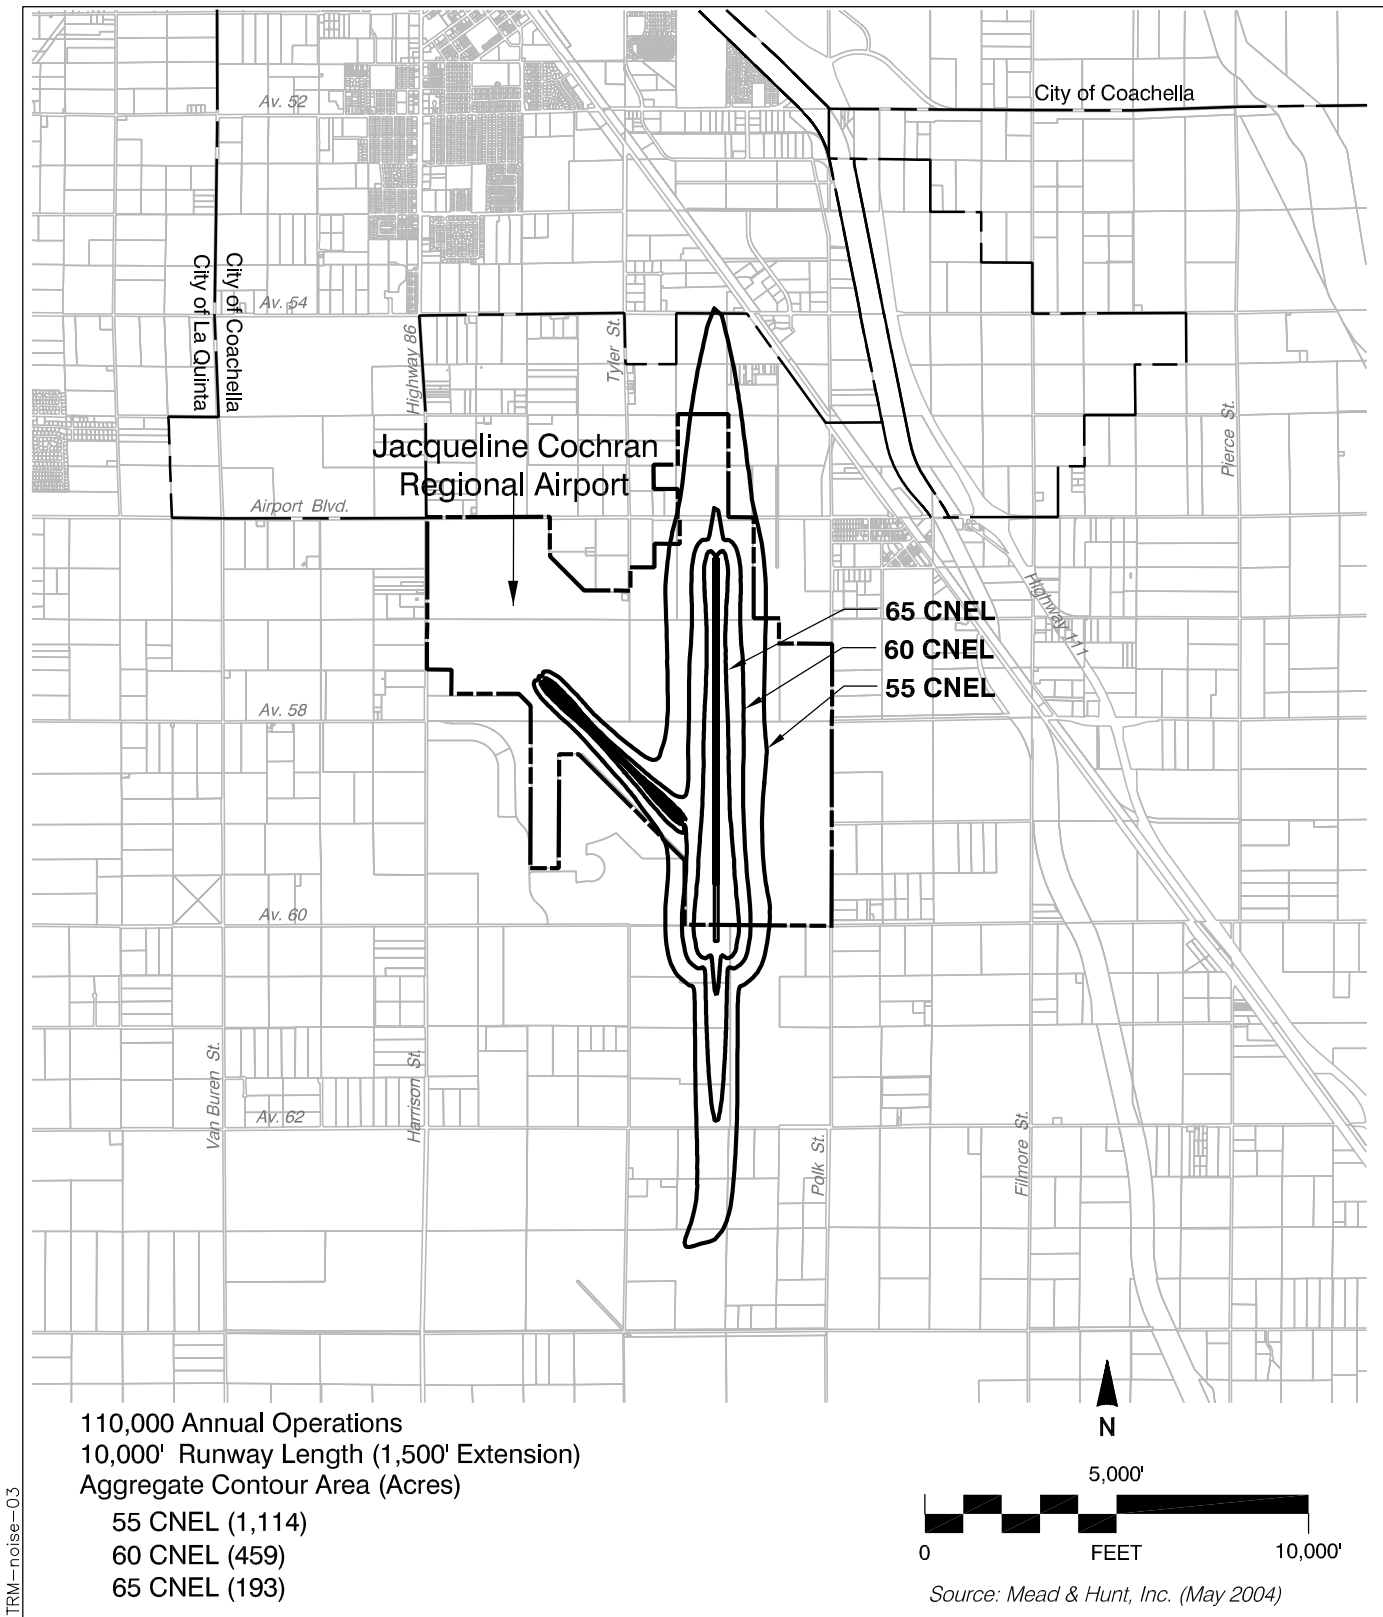 City of Coachella
Av. 52
City of Coachella
City of La Quinta
Av. 54
Highway 86
Tyler St.
Pierce St.
Jacqueline Cochran
Regional Airport
Airport Blvd.
Highway 111
65 CNEL
60 CNEL
55 CNEL
Av. 58
Av. 60
Van Buren St.
Harrison St.
Av. 62
Polk St.
Filmore St.
N
110,000 Annual Operations
10,000' Runway Length (1,500' Extension)
Aggregate Contour Area (Acres)
55 CNEL (1,114)
60 CNEL (459)
65 CNEL (193)
5,000'
0 FEET 10,000'
Source: Mead & Hunt, Inc. (May 2004)
TRM-noise-03